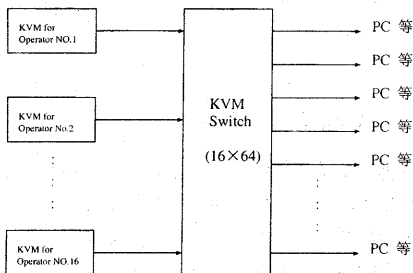 KVM for
Operator NO.1
KVM for
Operator No.2
KVM for
Operator NO.16
KVM
Switch
(16×64)
PC 等
PC 等
PC 等
PC 等
PC 等
PC 等